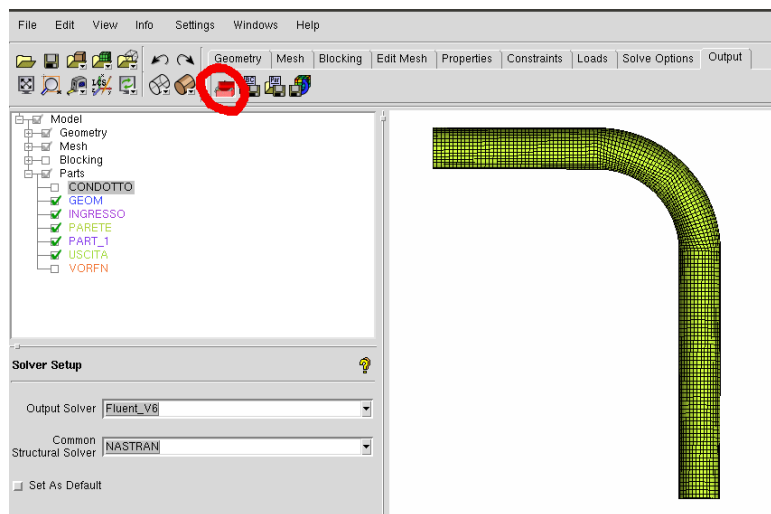 File Edit View Info Settings Windows Help
Geometry Mesh Blocking Edit Mesh Properties Constraints Loads Solve Options Output
Model
Geometry
Mesh
Blocking
Parts
CONDOTTO
GEOM
INGRESSO
PARETE
PART_1
USCITA
VORFN
Solver Setup
Output Solver Fluent_V6
Common
Structural Solver NASTRAN
Set As Default